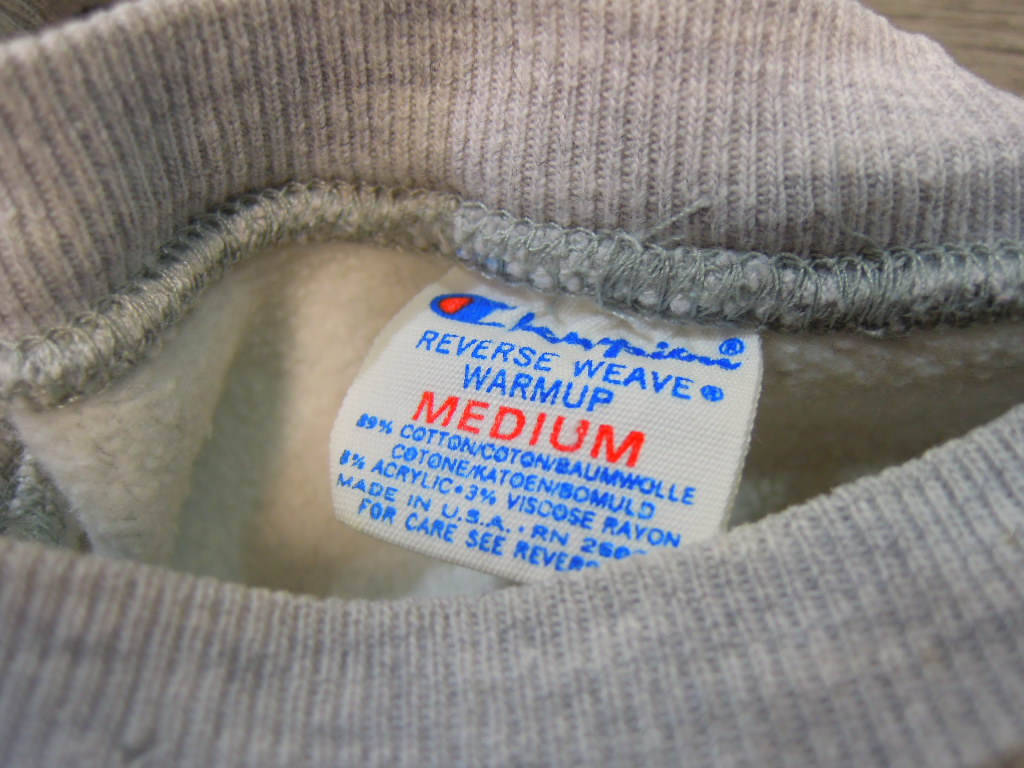 Champion®
REVERSE WEAVE®
WARMUP
MEDIUM
89% COTTON/COTON/BAUMWOLLE
COTONE/KATOEN/BOMULD
8% ACRYLIC•3% VISCOSE RAYON
MADE IN U.S.A. • RN
FOR CARE SEE